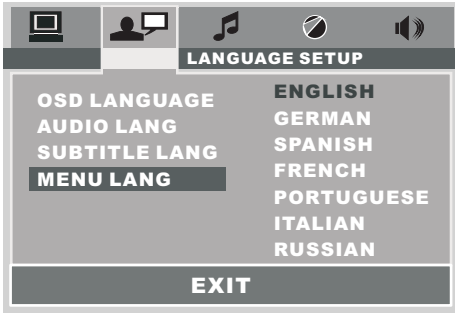 LANGUAGE SETUP
OSD LANGUAGE
AUDIO LANG
SUBTITLE LANG
MENU LANG
ENGLISH
GERMAN
SPANISH
FRENCH
PORTUGUESE
ITALIAN
RUSSIAN
EXIT